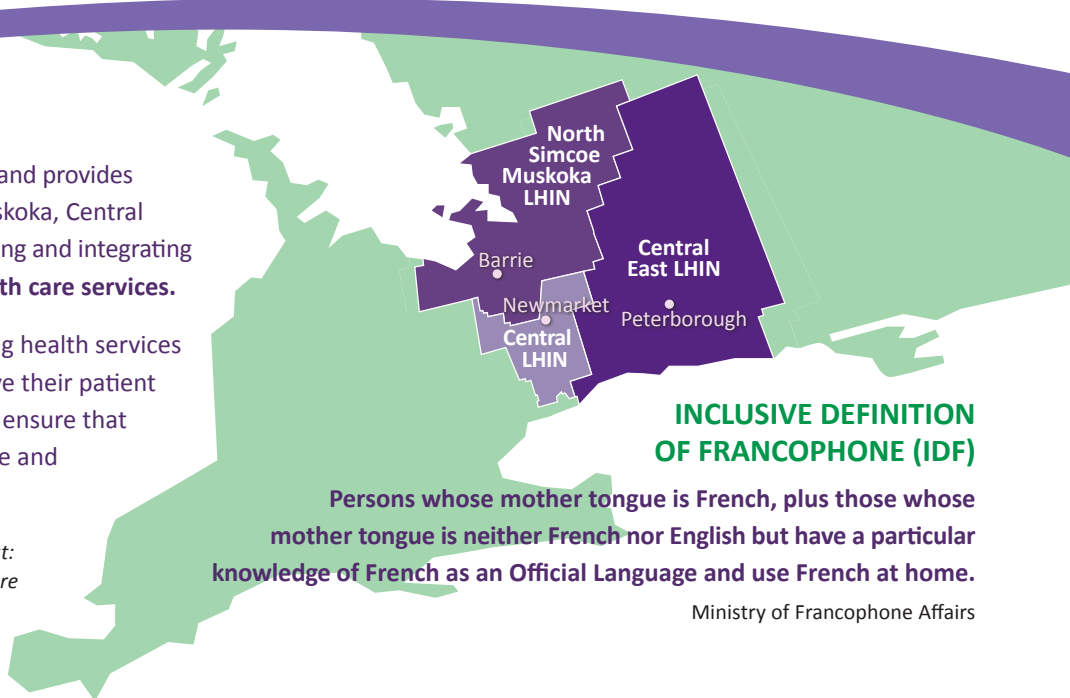 and provides
skoka, Central
ing and integrating
th care services.
g health services
ve their patient
ensure that
e and
t:
re
North
Simcoe
Muskoka
LHIN
Central
East LHIN
Barrie
Newmarket
Peterborough
Central
LHIN
INCLUSIVE DEFINITION
OF FRANCOPHONE (IDF)
Persons whose mother tongue is French, plus those whose
mother tongue is neither French nor English but have a particular
knowledge of French as an Official Language and use French at home.
Ministry of Francophone Affairs